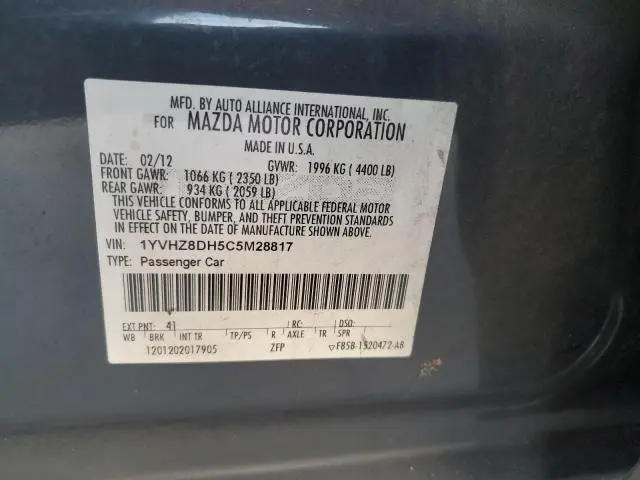 MFD. BY AUTO ALLIANCE INTERNATIONAL, INC.
FOR MAZDA MOTOR CORPORATION
MADE IN U.S.A.
DATE: 02/12 GVWR: 1996 KG ( 4400 LB)
FRONT GAWR: 1066 KG ( 2350 LB)
REAR GAWR: 934 KG ( 2059 LB)
THIS VEHICLE CONFORMS TO ALL APPLICABLE FEDERAL MOTOR
VEHICLE SAFETY, BUMPER, AND THEFT PREVENTION STANDARDS
IN EFFECT ON THE DATE OF MANUFACTURE SHOWN ABOVE.
VIN: 1YVHZ8DH5C5M28817
TYPE: Passenger Car
EXT PNT: 41 RC:
WB BRK INT TR TP/PS R AXLE TR SPR
1201202017905 ZFP ▽F85B-1520472-AB